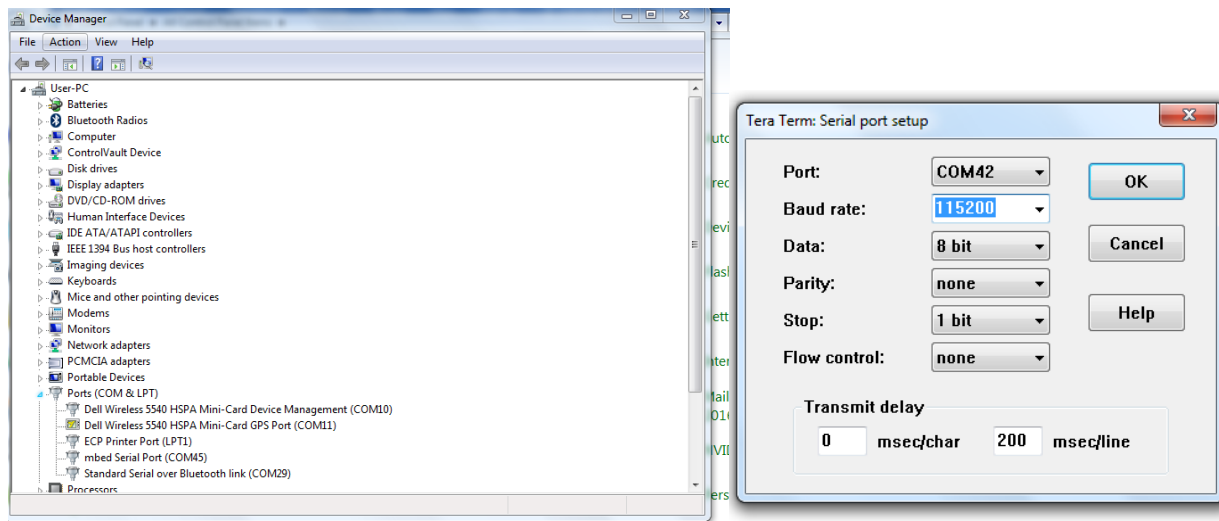 Device Manager
File Action View Help
User-PC
Batteries
Bluetooth Radios
Computer
ControlVault Device
Disk drives
Display adapters
DVD/CD-ROM drives
Human Interface Devices
IDE ATA/ATAPI controllers
IEEE 1394 Bus host controllers
Imaging devices
Keyboards
Mice and other pointing devices
Modems
Monitors
Network adapters
PCMCIA adapters
Portable Devices
Ports (COM & LPT)
Dell Wireless 5540 HSPA Mini-Card Device Management (COM10)
Dell Wireless 5540 HSPA Mini-Card GPS Port (COM11)
ECP Printer Port (LPT1)
mbed Serial Port (COM45)
Standard Serial over Bluetooth link (COM29)
Processors
Tera Term: Serial port setup
Port: COM42 OK
Baud rate: 115200
Data: 8 bit Cancel
Parity: none
Stop: 1 bit Help
Flow control: none
Transmit delay
0 msec/char 200 msec/line